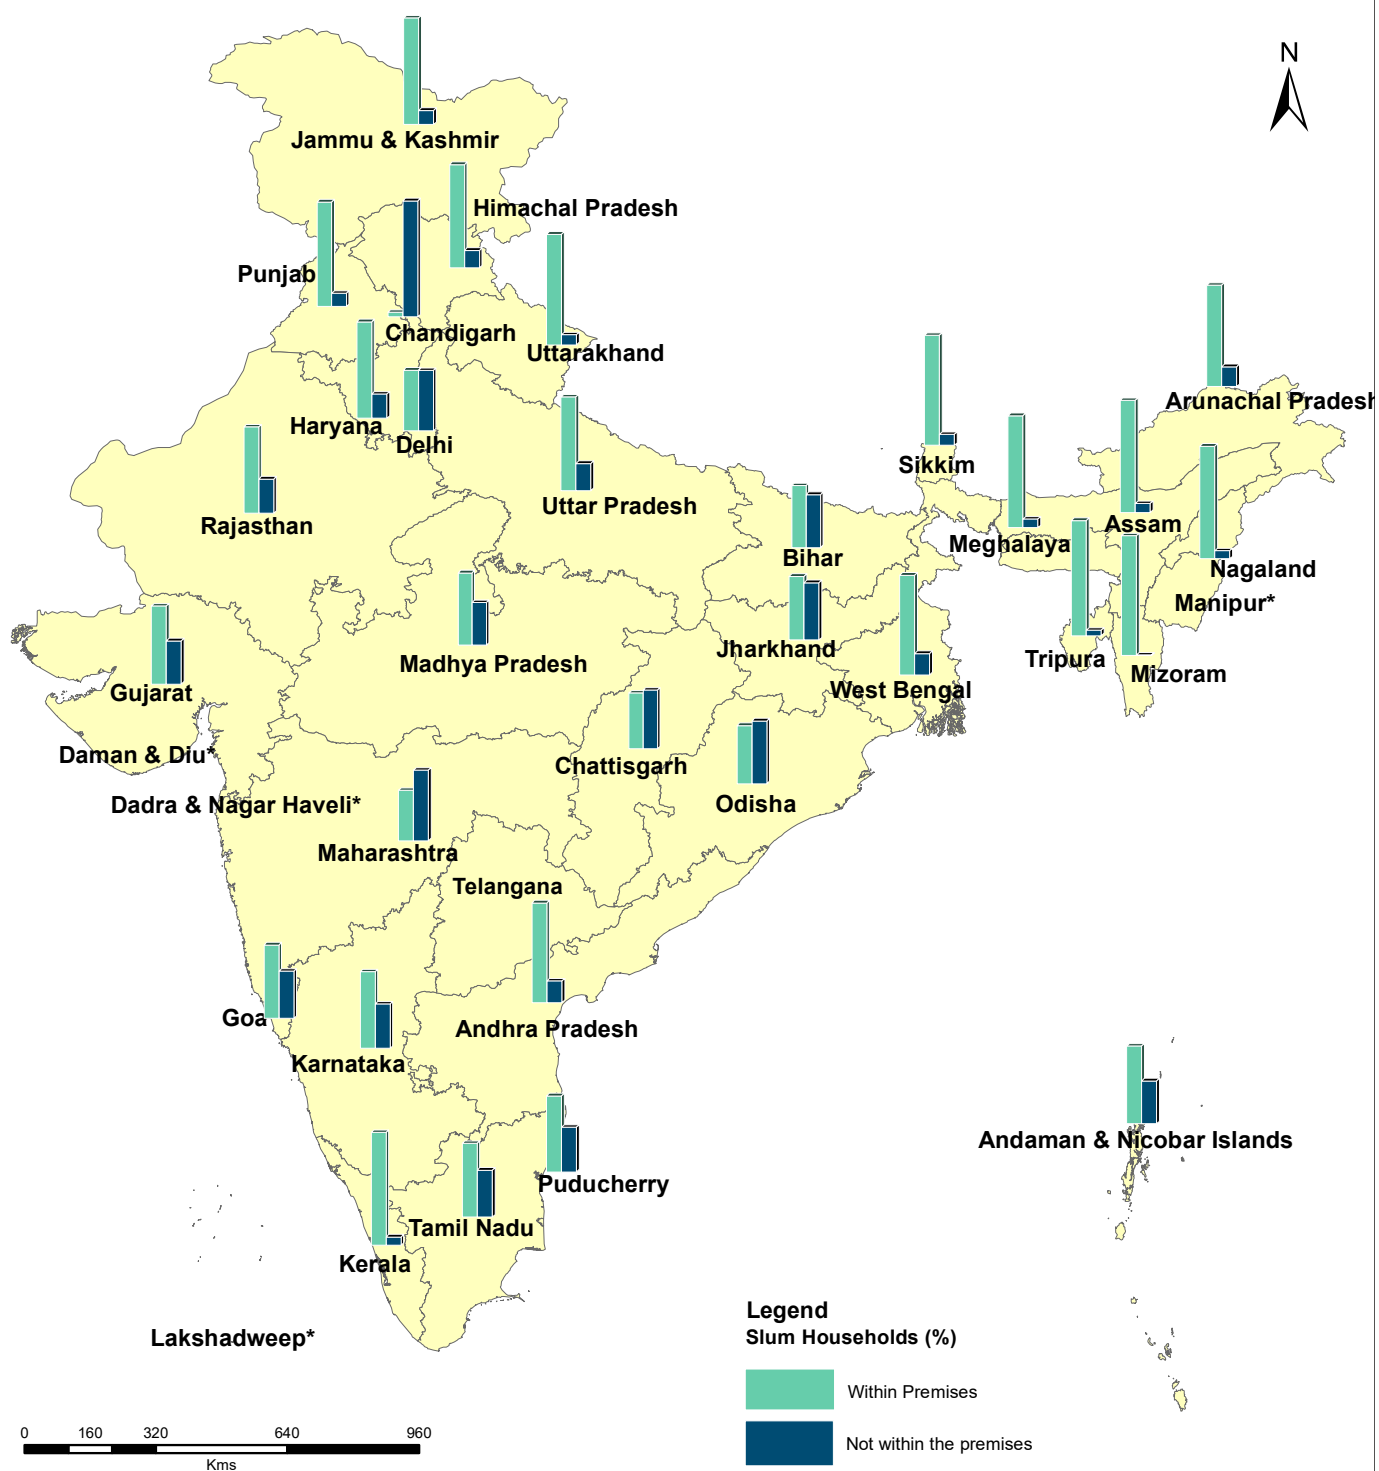 N
Jammu & Kashmir
Himachal Pradesh
Punjab
Chandigarh
Uttarakhand
Haryana
Delhi
Arunachal Pradesh
Sikkim
Uttar Pradesh
Rajasthan
Assam
Meghalaya
Bihar
Nagaland
Manipur*
Jharkhand
Madhya Pradesh
Tripura
Mizoram
West Bengal
Gujarat
Daman & Diu*
Chattisgarh
Dadra & Nagar Haveli*
Odisha
Maharashtra
Telangana
Goa
Andhra Pradesh
Karnataka
Andaman & Nicobar Islands
Puducherry
Tamil Nadu
Kerala
Lakshadweep*
Legend
Slum Households (%)
Within Premises
Not within the premises
0 160 320 640 960
Kms